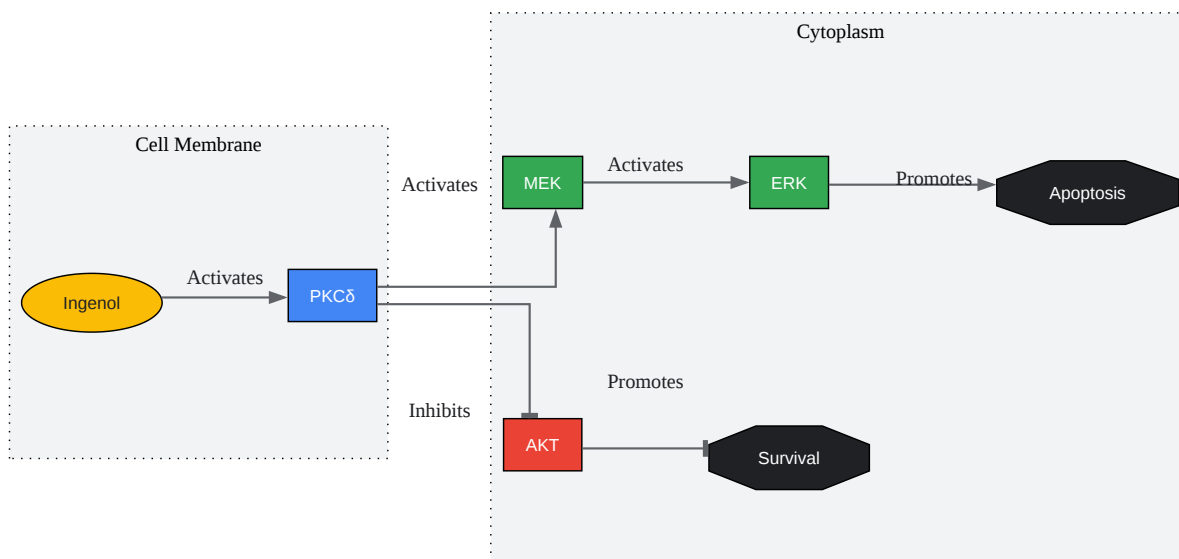 Cytoplasm
Cell Membrane
Activates
MEK
Activates
ERK
Promotes
Apoptosis
Ingenol
Activates
PKCδ
Inhibits
Promotes
AKT
Survival